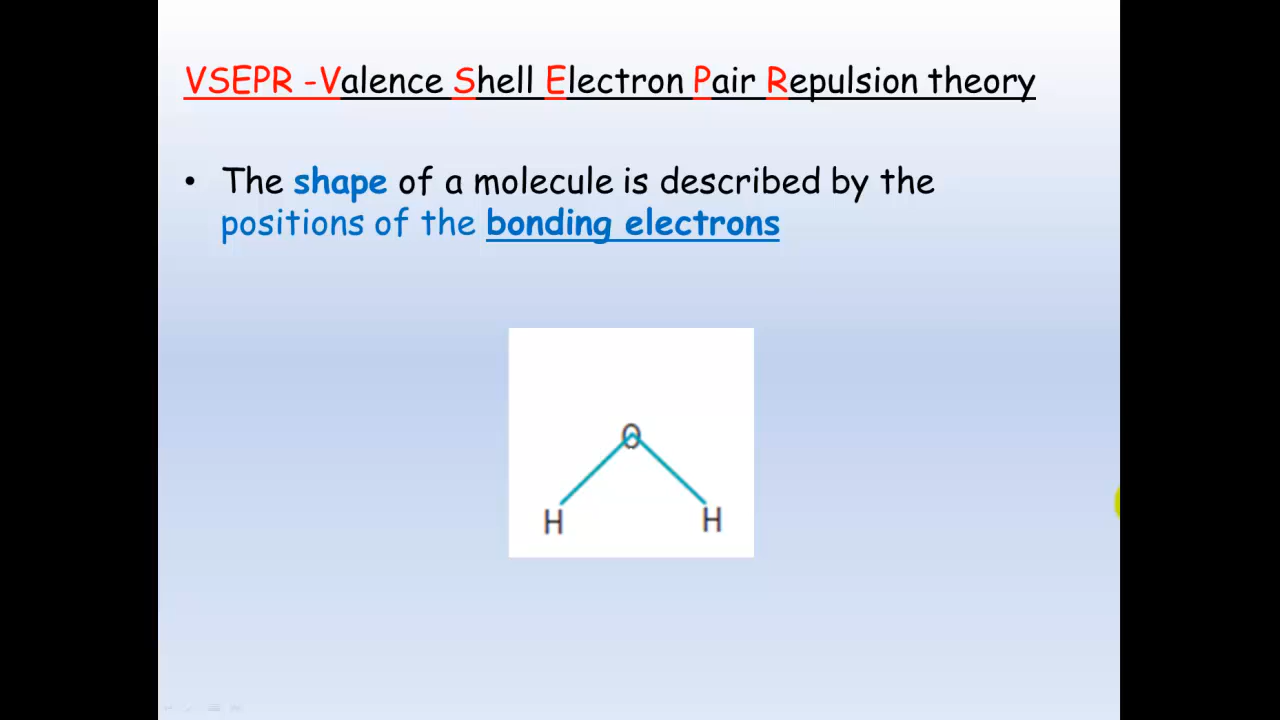 VSEPR -Valence Shell Electron Pair Repulsion theory
• The shape of a molecule is described by the
positions of the bonding electrons
O
H H